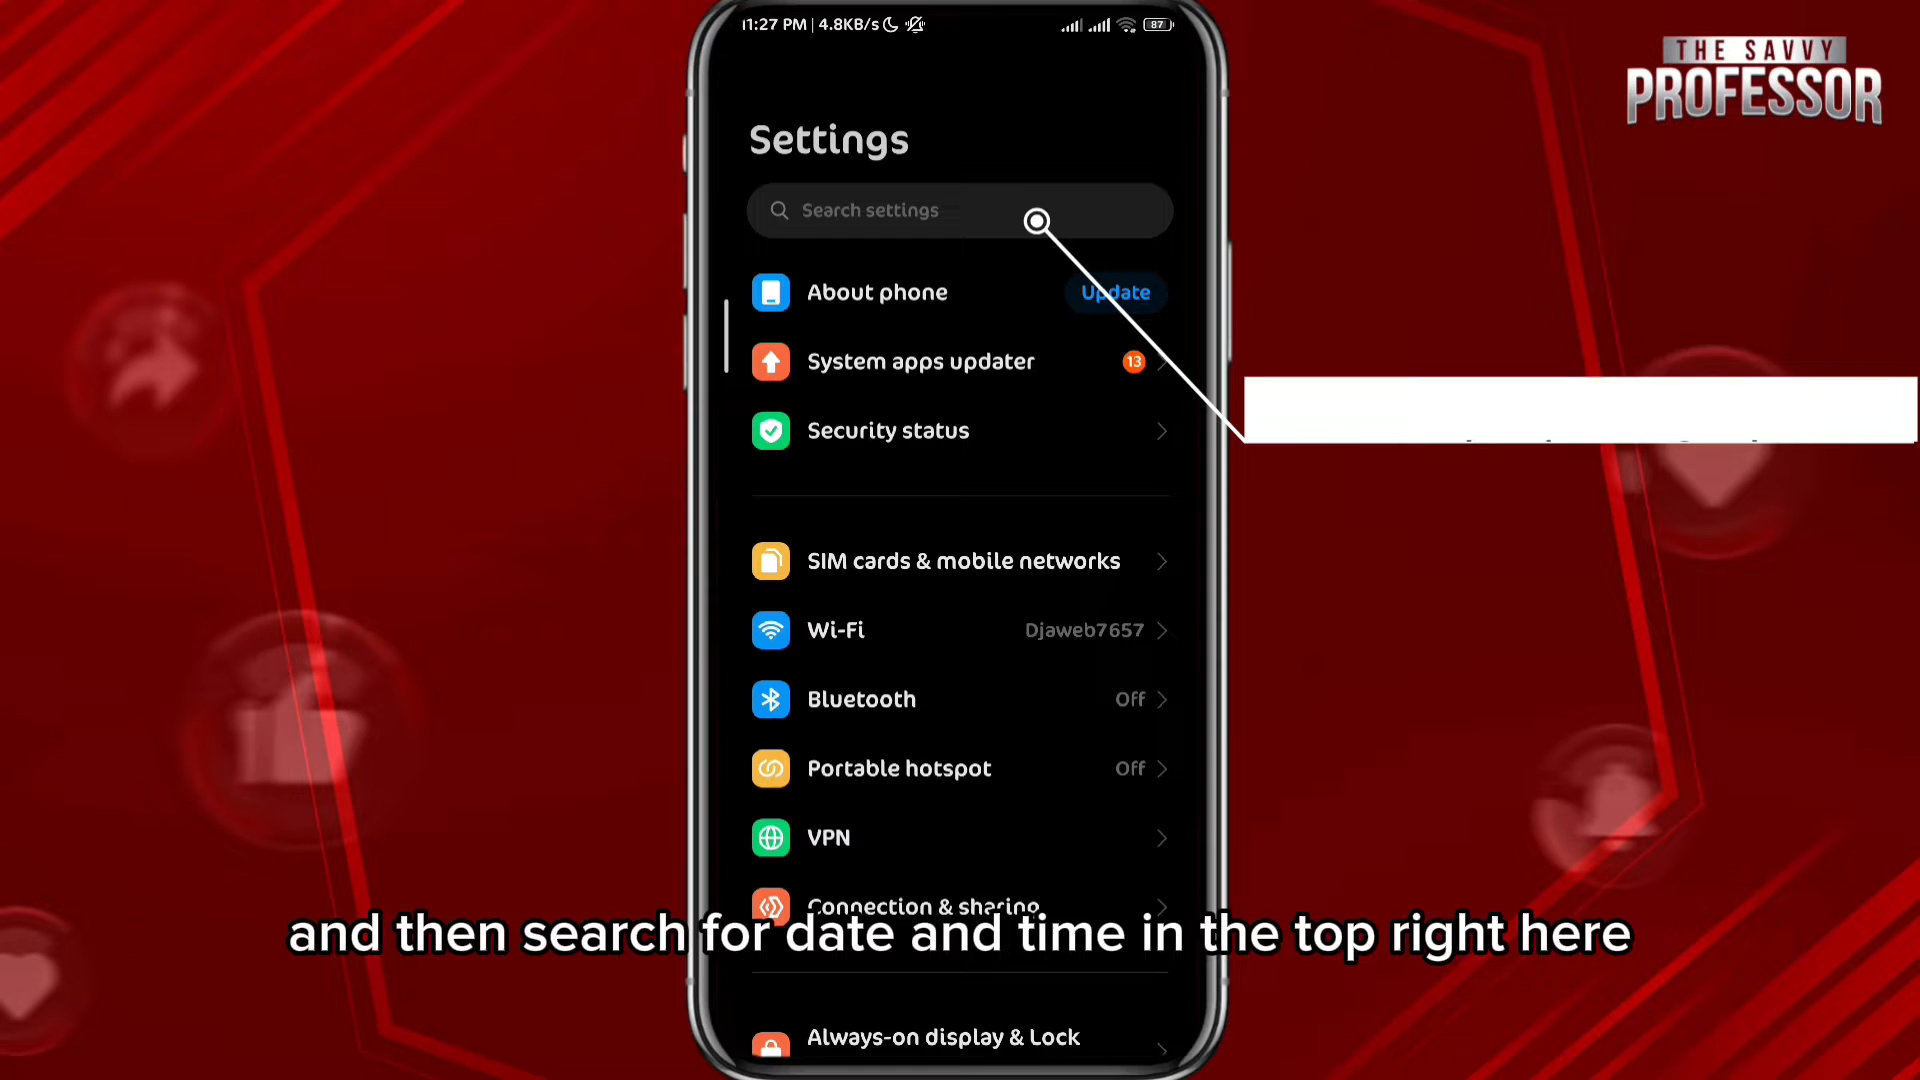 11:27 PM | 4.8KB/s
87
THE SAVVY
PROFESSOR
Settings
Search settings
About phone
Update
System apps updater
13
Security status
SIM cards & mobile networks
Wi-Fi
Djaweb7657
Bluetooth
Off
Portable hotspot
Off
VPN
Connection & sharing
and then search for date and time in the top right here
Always-on display & Lock